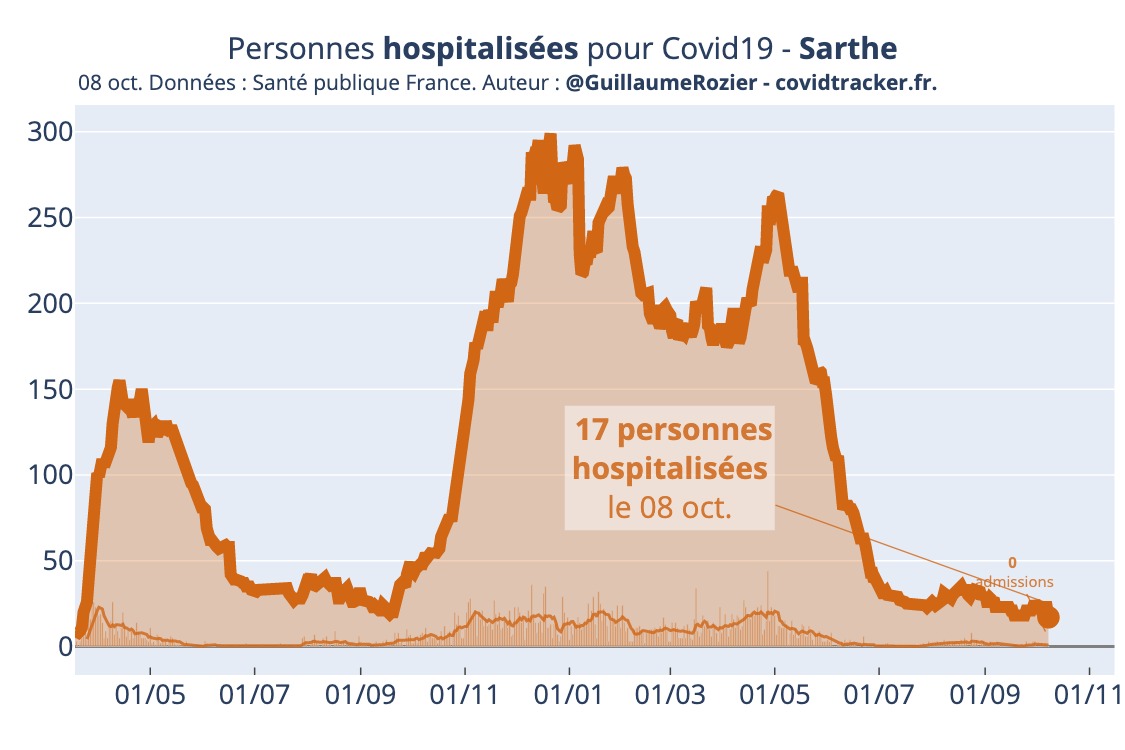 Personnes hospitalisées pour Covid19 - Sarthe
08 oct. Données : Santé publique France. Auteur : @GuillaumeRozier - covidtracker.fr.
300
250
200
150
100
50
0
17 personnes
hospitalisées
le 08 oct.
0
admissions
01/05 01/07 01/09 01/11 01/01 01/03 01/05 01/07 01/09 01/11